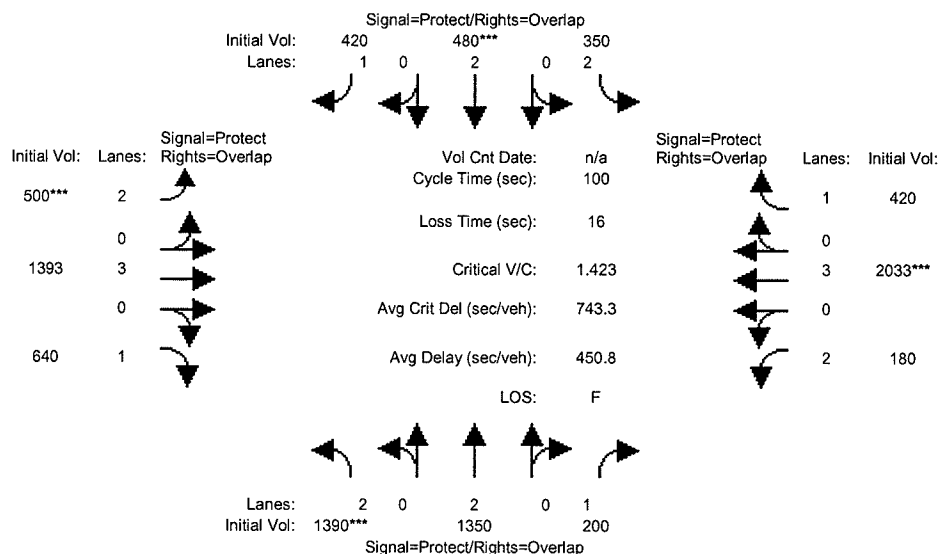 Signal=Protect/Rights=Overlap
Initial Vol: 420 480*** 350
Lanes: 1 0 2 0 2
Signal=Protect
Rights=Overlap
Initial Vol: Lanes:
500*** 2
0
1393 3
0
640 1
Vol Cnt Date: n/a
Cycle Time (sec): 100
Loss Time (sec): 16
Critical V/C: 1.423
Avg Crit Del (sec/veh): 743.3
Avg Delay (sec/veh): 450.8
LOS: F
Signal=Protect
Rights=Overlap
Lanes: Initial Vol:
1 420
0
3 2033***
0
2 180
Lanes: 2 0 2 0 1
Initial Vol: 1390*** 1350 200
Signal=Protect/Rights=Overlap